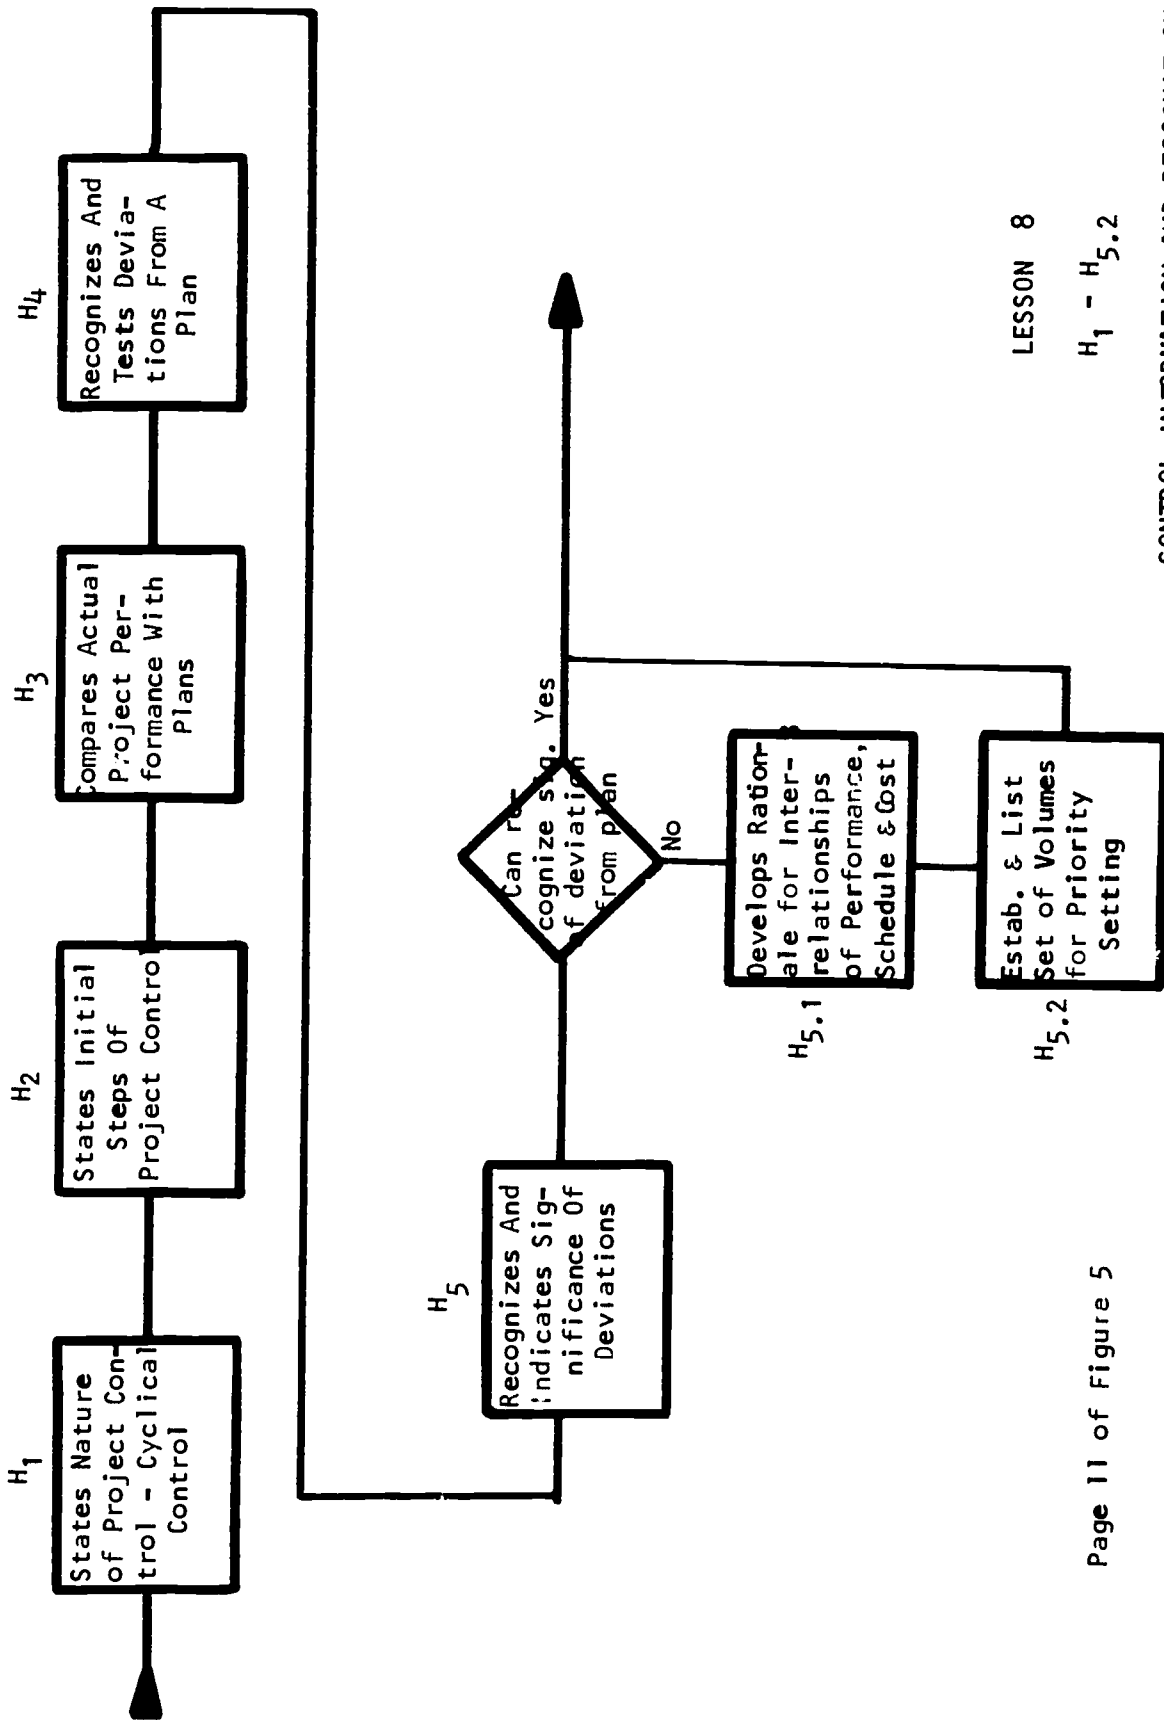 H1
States Nature
of Project Con-
trol - Cyclical
Control
H2
States Initial
Steps Of
Project Control
H3
Compares Actual
Project Per-
formance With
Plans
H4
Recognizes And
Tests Devia-
tions From A
Plan
H5
Recognizes And
Indicates Sig-
nificance Of
Deviations
Can re-
cognize sig.
of deviation
from plan
Yes
No
H5.1
Develops Ration-
ale for Inter-
relationships
of Performance,
Schedule & Cost
H5.2
Estab. & List
Set of Volumes
for Priority
Setting
LESSON 8
H1 - H5.2
Page 11 of Figure 5